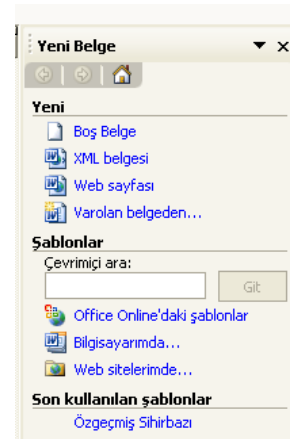 Yeni Belge
Yeni
Boş Belge
XML belgesi
Web sayfası
Varolan belgeden...
Şablonlar
Çevrimiçi ara:
Git
Office Online'daki şablonlar
Bilgisayarımda...
Web sitelerimde...
Son kullanılan şablonlar
Özgeçmiş Sihirbazı